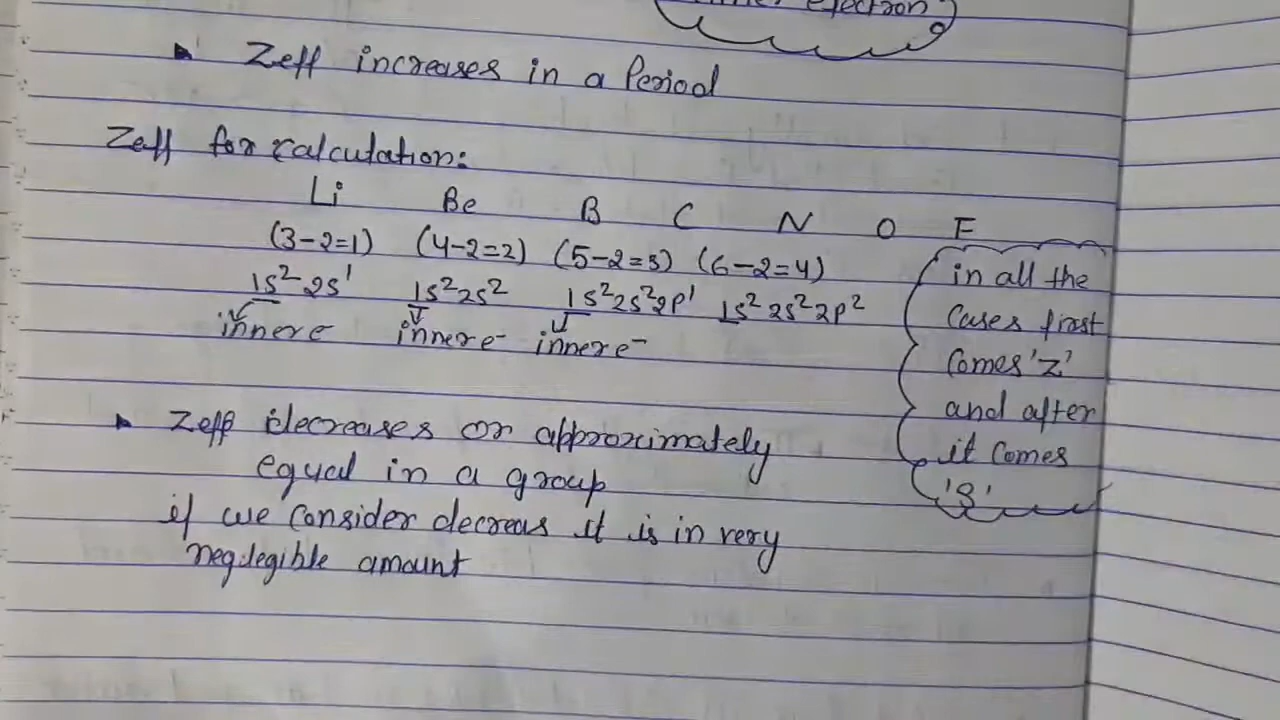 electron
▸ Zeff increases in a Period
Zeff for calculation:
Li Be B C N O F
(3-2=1) (4-2=2) (5-2=3) (6-2=4)
1s² 2s¹ 1s² 2s² 1s² 2s² 2p¹ 1s² 2s² 2p²
inner e inner e⁻ inner e⁻
in all the
Cases first
Comes 'Z'
and after
it comes
'S'
▸ Zeff decreases or approximately
equal in a group
if we consider decreas it is in very
neglegible amount